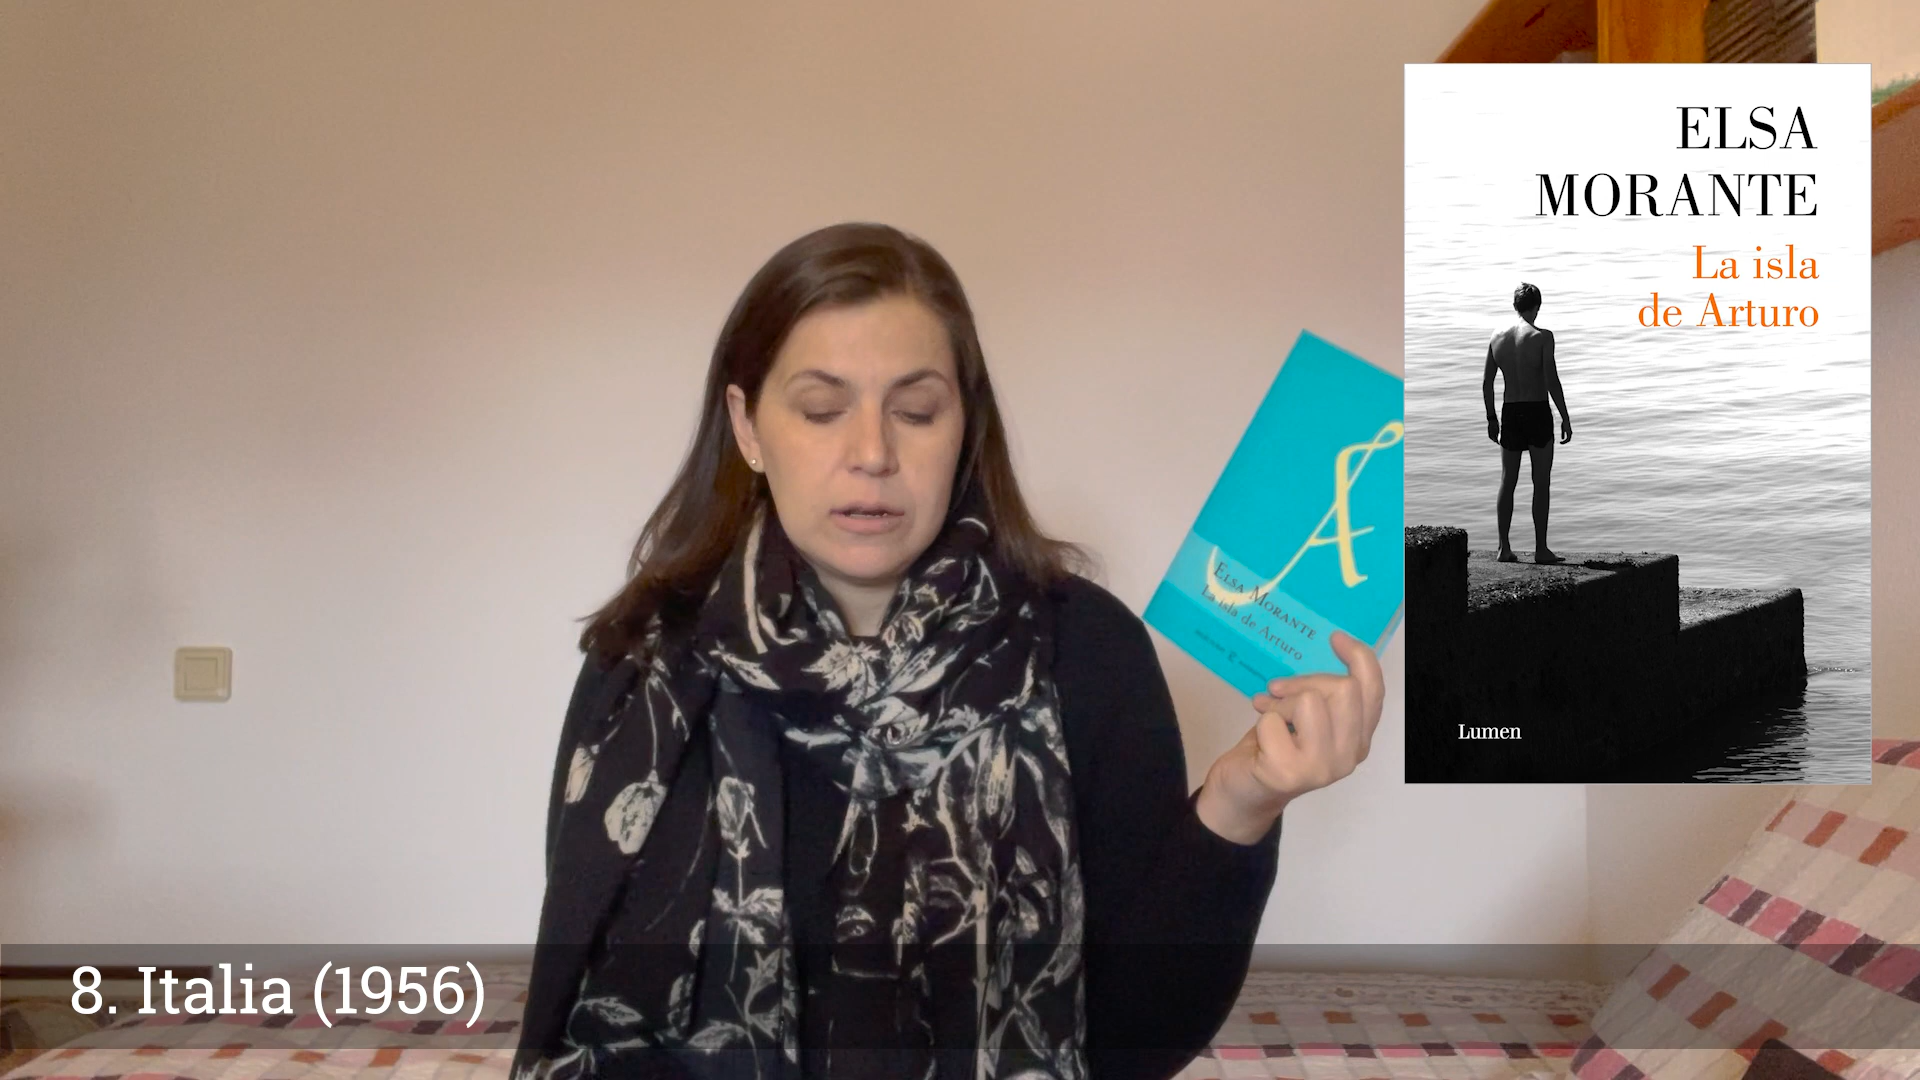 ELSA
MORANTE
La isla
de Arturo
Lumen
ELSA MORANTE
La isla de Arturo
8. Italia (1956)